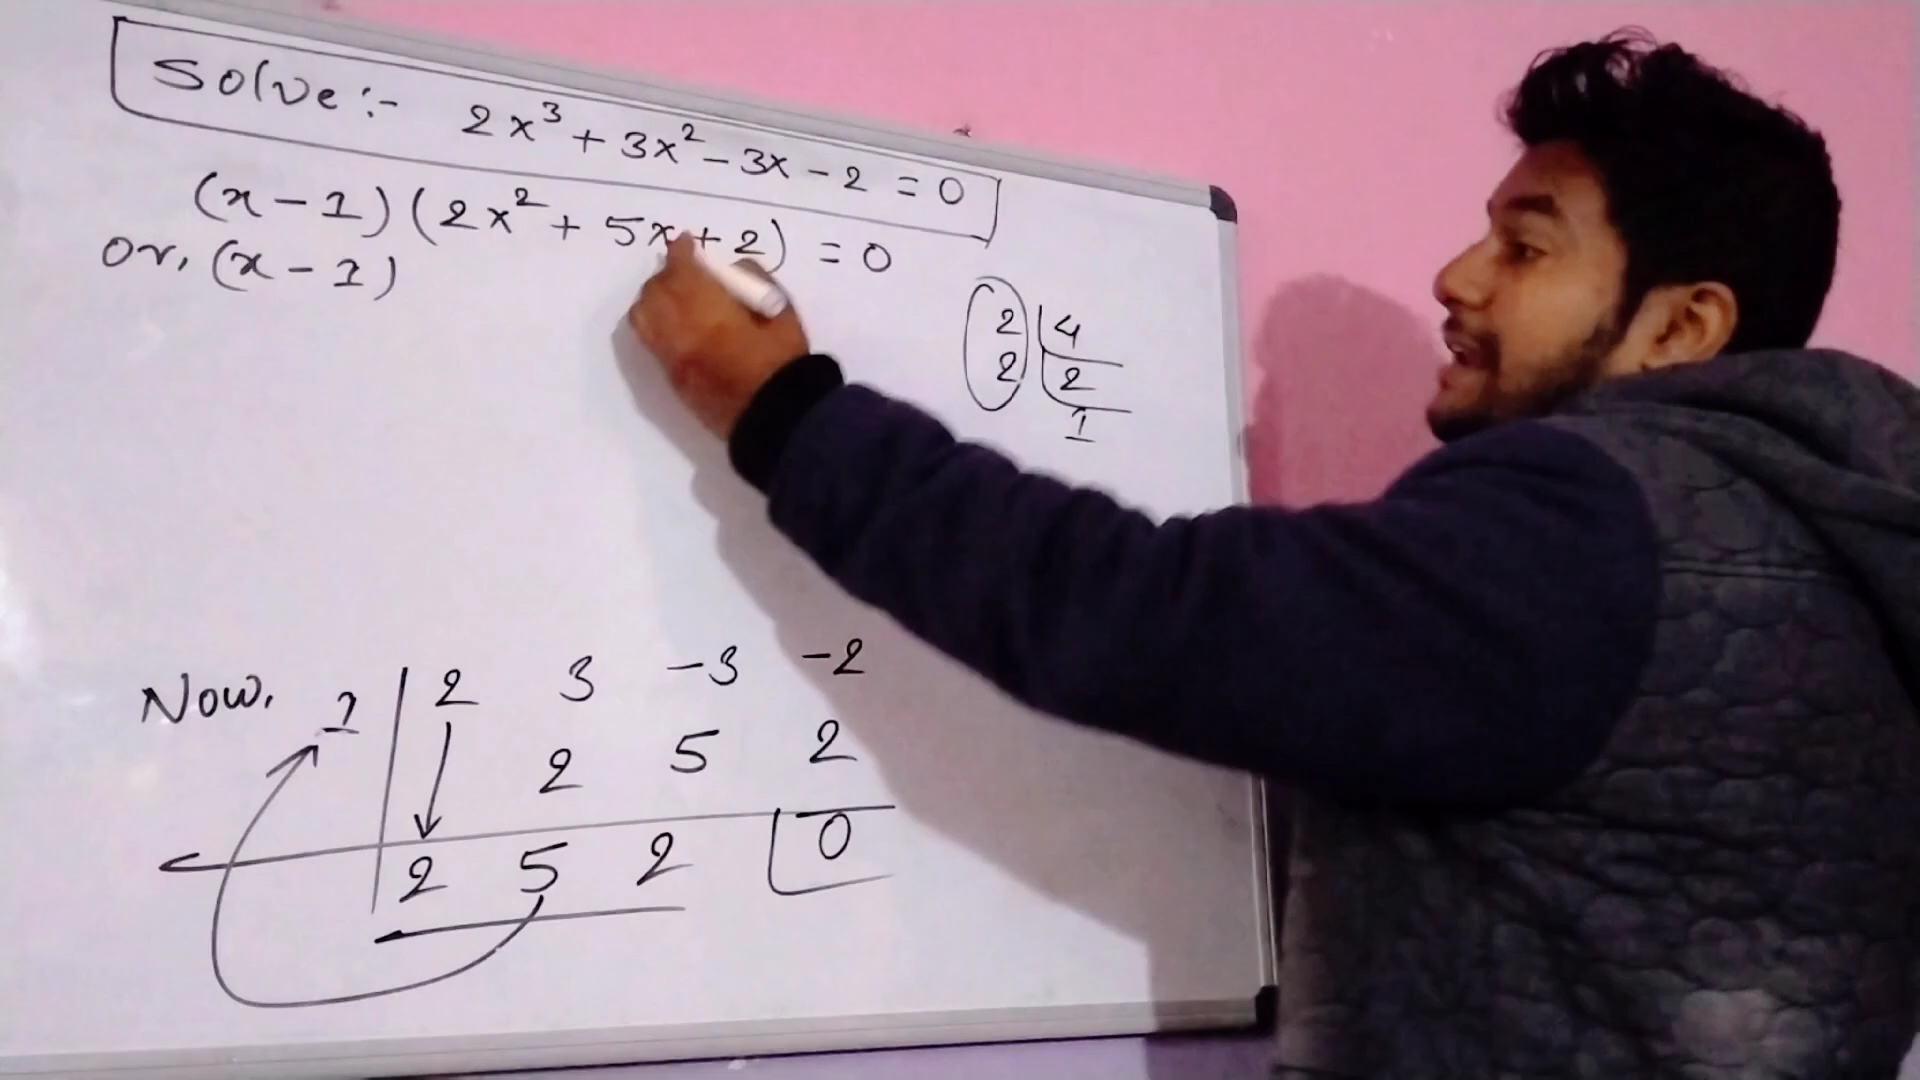 Solve :- 2x³ + 3x² - 3x - 2 = 0
(x - 1) (2x² + 5x + 2) = 0
or, (x - 1)
2 4
2 2
1
Now, 1 2 3 -3 -2
2 5 2
2 5 2 0